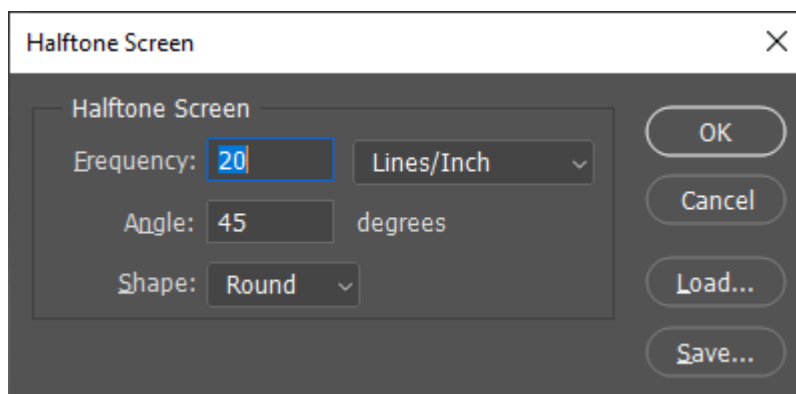 Halftone Screen
Halftone Screen
Frequency: 20 Lines/Inch
Angle: 45 degrees
Shape: Round
OK
Cancel
Load...
Save...